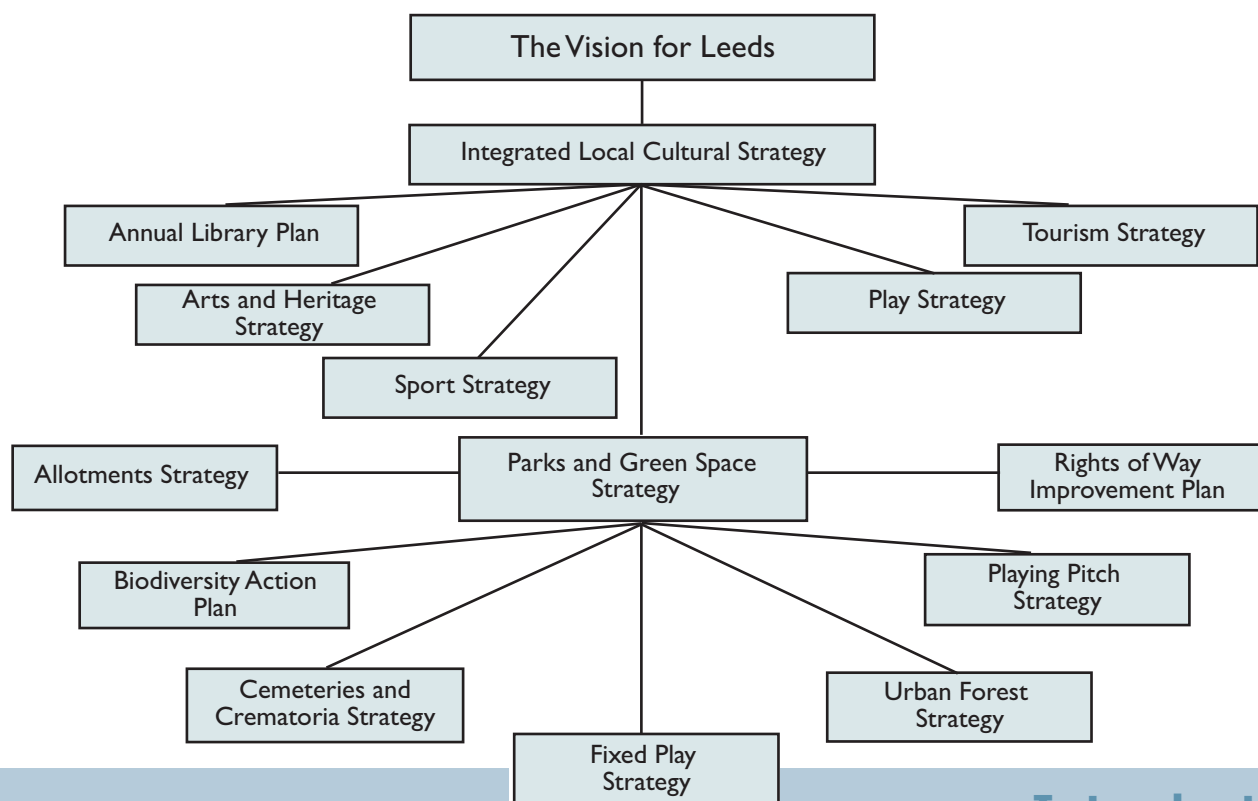 The Vision for Leeds
Integrated Local Cultural Strategy
Annual Library Plan
Tourism Strategy
Arts and Heritage
Strategy
Play Strategy
Sport Strategy
Allotments Strategy
Parks and Green Space
Strategy
Rights of Way
Improvement Plan
Biodiversity Action
Plan
Playing Pitch
Strategy
Cemeteries and
Crematoria Strategy
Urban Forest
Strategy
Fixed Play
Strategy